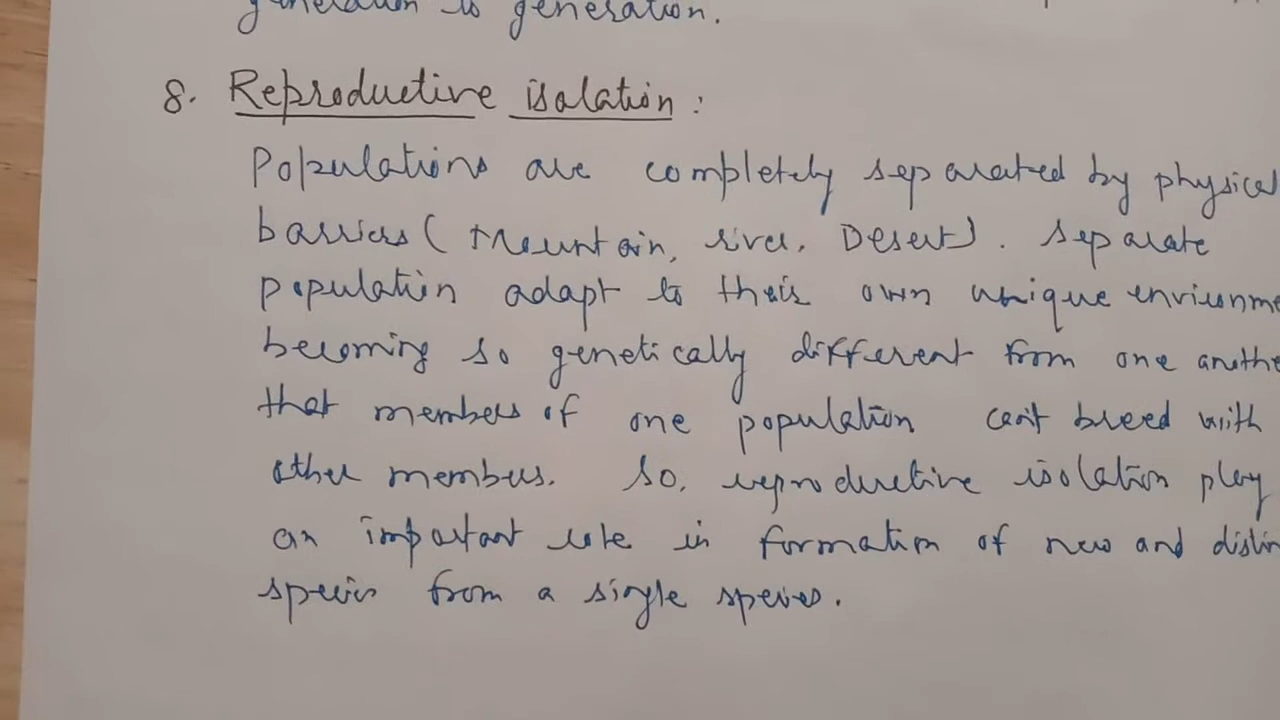 generation to generation.
8. Reproductive isolation :
Populations are completely separated by physical
barriers ( Mountain, river, Desert) . Separate
population adapt to their own unique environme
becoming so genetically different from one anothe
that members of one population can't breed with
other members. So, reproductive isolation play
an important role in formation of new and distin
species from a single species.